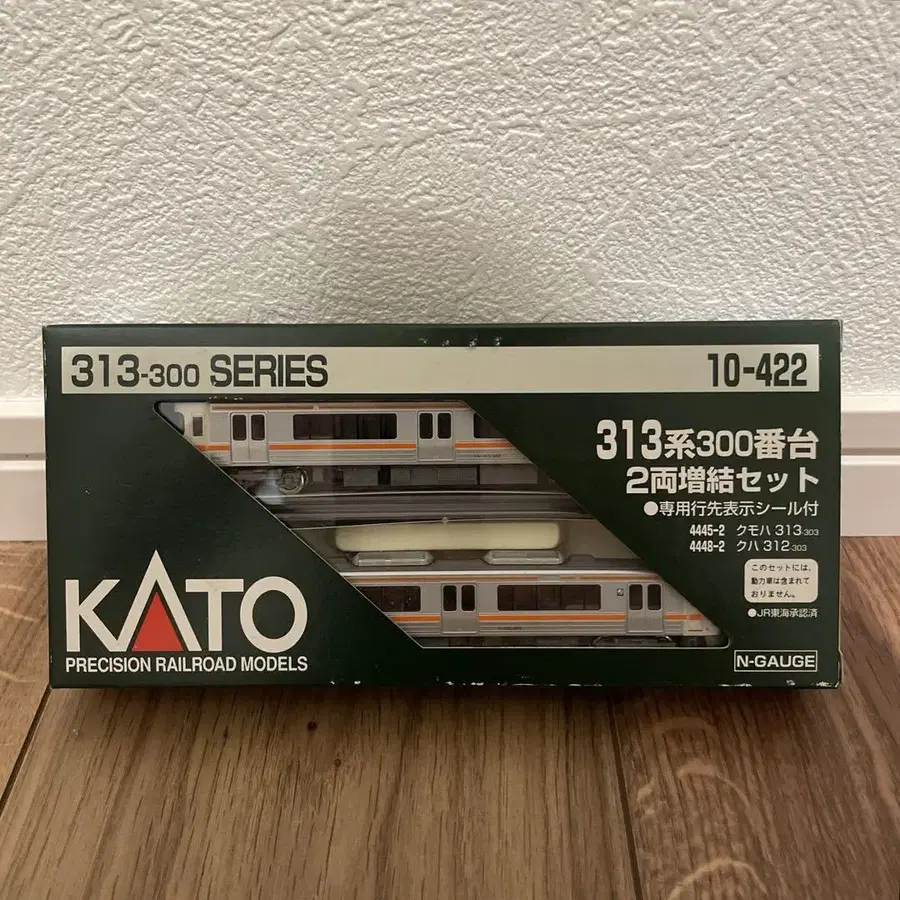 313-300 SERIES
10-422
313系300番台
2両増結セット
●専用行先表示シール付
4445-2 クモハ 313-303
4448-2 クハ 312-303
このセットには、
動力車は含まれて
おりません。
●JR東海承認済
KATO
PRECISION RAILROAD MODELS
N-GAUGE